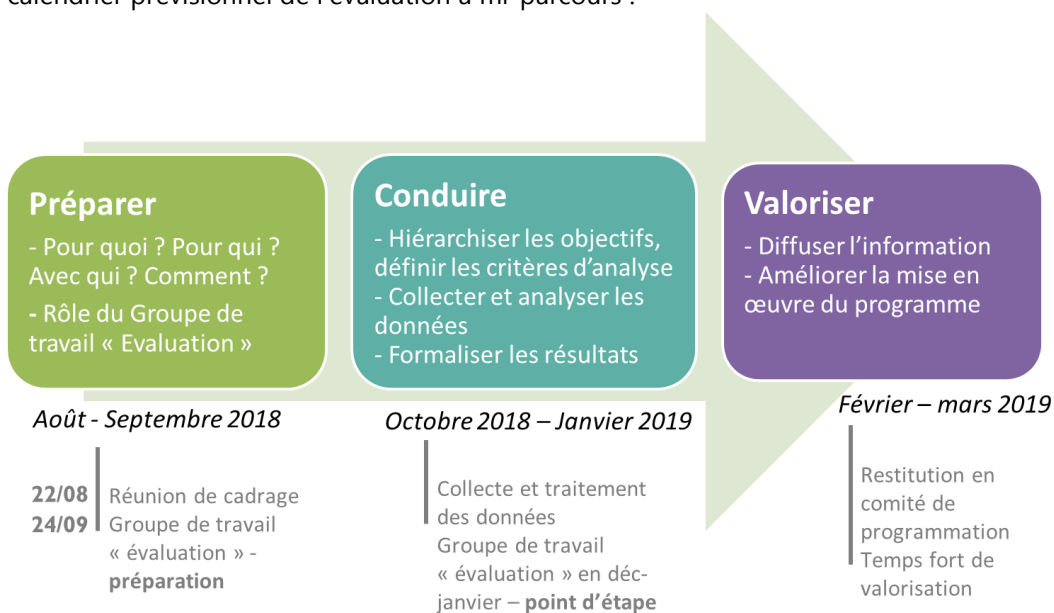 calendrier prévisionnel de l'évaluation à mi-parcours :
Préparer
- Pour quoi ? Pour qui ?
Avec qui ? Comment ?
- Rôle du Groupe de
travail « Evaluation »
Conduire
- Hiérarchiser les objectifs,
définir les critères d'analyse
- Collecter et analyser les
données
- Formaliser les résultats
Valoriser
- Diffuser l'information
- Améliorer la mise en
œuvre du programme
Août - Septembre 2018
Octobre 2018 – Janvier 2019
Février – mars 2019
22/08 Réunion de cadrage
24/09 Groupe de travail
« évaluation » -
préparation
Collecte et traitement
des données
Groupe de travail
« évaluation » en déc-
janvier – point d'étape
Restitution en
comité de
programmation
Temps fort de
valorisation